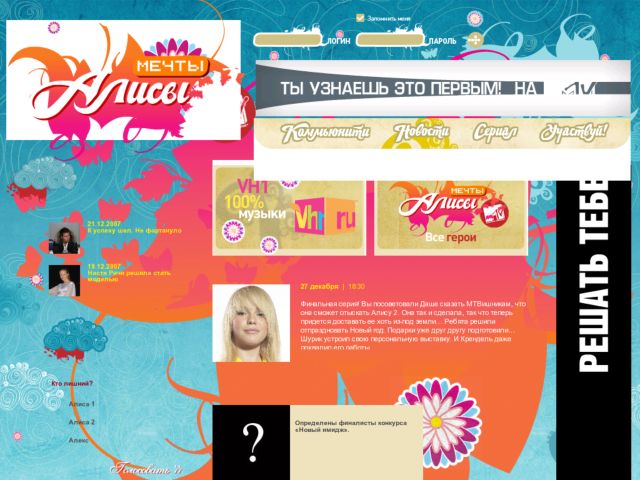 Запомнить меня
ЛОГИН
ПАРОЛЬ
МЕЧТЫ
Алисы
ТЫ УЗНАЕШЬ ЭТО ПЕРВЫМ! НА
Коммьюнити
Новости
Сериал
Участвуй!
VH1
100%
музыки
vh1 ru
МЕЧТЫ
Алисы
Все герои
РЕШАТЬ ТЕБЕ
21.12.2007
К успеху шел. Не фартануло
19.12.2007
Настя Ричи решила стать
моделью
27 декабря | 18:30
Финальная серия! Вы посоветовали Даше сказать МТВишникам, что
она сможет отыскать Алису 2. Она так и сделала, так что теперь
придется доставать ее хоть из-под земли... Ребята решили
отпраздновать Новый год. Подарки уже друг другу подготовили...
Шурик устроил свою персональную выставку. И Крендель даже
Кто лишний?
Алиса 1
Алиса 2
Алекс
Голосовать
?
Определены финалисты конкурса
«Новый имидж».